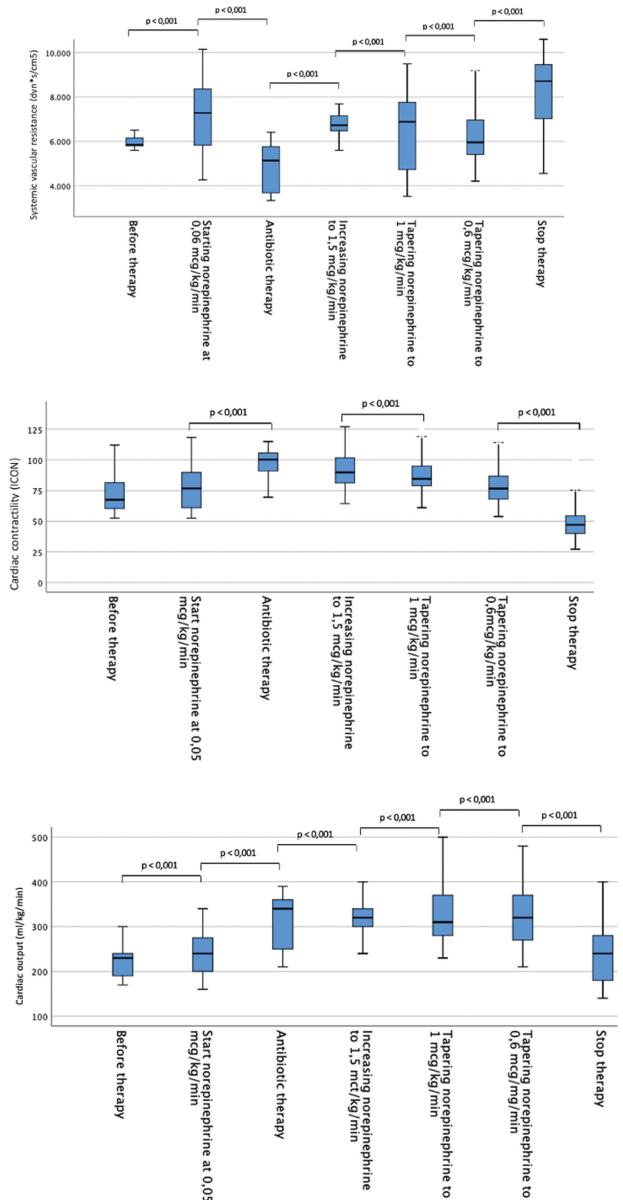 p < 0,001
p < 0,001
p < 0,001
p < 0,001
p < 0,001
p < 0,001
Systemic vascular resistance (dyn*s/cm5)
10.000
8.000
6.000
4.000
Before therapy
Starting norepinephrine at
0,06 mcg/kg/min
Antibiotic therapy
Increasing norepinephrine
to 1,5 mcg/kg/min
Tapering norepinephrine to
1 mcg/kg/min
Tapering norepinephrine to
0,6 mcg/kg/min
Stop therapy
p < 0,001
p < 0,001
p < 0,001
Cardiac contractility (ICON)
125
100
75
50
25
0
Before therapy
Start norepinephrine at 0,05
mcg/kg/min
Antibiotic therapy
Increasing norepinephrine
to 1,5 mcg/kg/min
Tapering norepinephrine to
1 mcg/kg/min
Tapering norepinephrine to
0,6mcg/kg/min
Stop therapy
p < 0,001
p < 0,001
p < 0,001
p < 0,001
p < 0,001
p < 0,001
Cardiac output (ml/kg/min)
500
400
300
200
100
Before therapy
Start norepinephrine at 0,05
mcg/kg/min
Antibiotic therapy
Increasing norepinephrine
to 1,5 mct/kg/min
Tapering norepinephrine to
1 mcg/kg/min
Tapering norepinephrine to
0,6 mcg/mg/min
Stop therapy